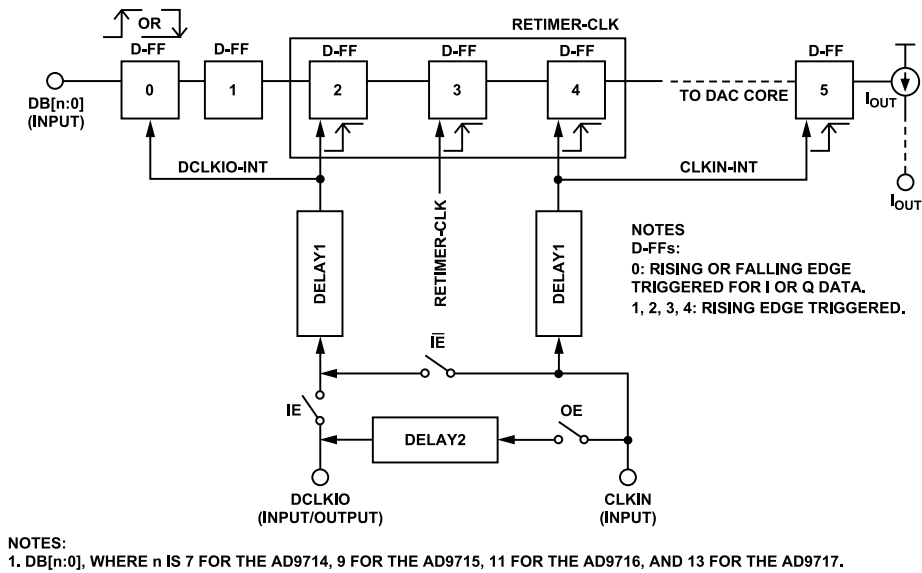 OR
RETIMER-CLK
D-FF
D-FF
D-FF
D-FF
D-FF
D-FF
0
1
2
3
4
5
DB[n:0]
(INPUT)
TO DAC CORE
IOUT
DCLKIO-INT
CLKIN-INT
IOUT
DELAY1
RETIMER-CLK
DELAY1
NOTES
D-FFs:
0: RISING OR FALLING EDGE
TRIGGERED FOR I OR Q DATA.
1, 2, 3, 4: RISING EDGE TRIGGERED.
IE
IE
OE
DELAY2
DCLKIO
(INPUT/OUTPUT)
CLKIN
(INPUT)
NOTES:
1. DB[n:0], WHERE n IS 7 FOR THE AD9714, 9 FOR THE AD9715, 11 FOR THE AD9716, AND 13 FOR THE AD9717.